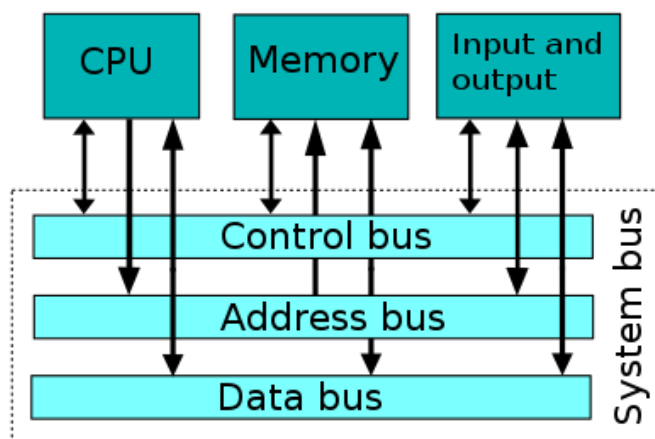 CPU
Memory
Input and
output
Control bus
Address bus
Data bus
System bus